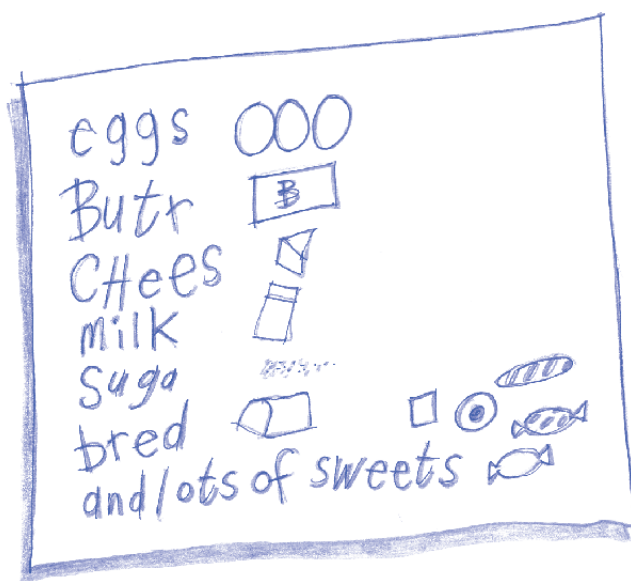 eggs
Butr B
CHees
milk
Suga
bred
and lots of sweets